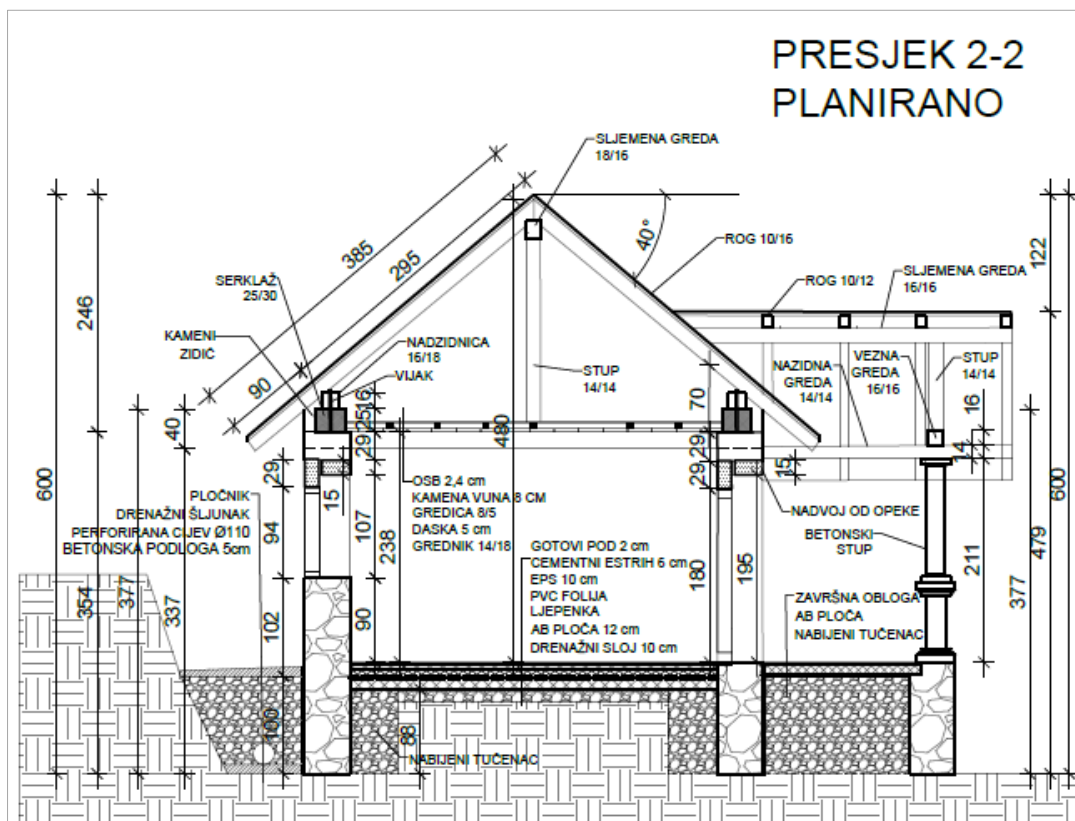 PRESJEK 2-2
PLANIRANO
SLJEMENA GREDA
18/16
40°
ROG 10/16
385
295
SERKLAŽ
25/30
ROG 10/12
SLJEMENA GREDA
16/16
122
246
KAMENI
ZIDIČ
NADZIDNICA
16/18
VIJAK
STUP
14/14
NAZIDNA
GREDA
14/14
VEZNA
GREDA
16/16
STUP
14/14
90
16
25
70
16
40
29
480
29
14
29
15
29
15
600
PLOČNIK
DRENAŽNI ŠLJUNAK
PERFORIRANA CIJEV Ø110
BETONSKA PODLOGA 5cm
94
107
238
OSB 2,4 cm
KAMENA VUNA 8 CM
GREDICA 8/5
DASKA 5 cm
GREDNIK 14/18
NADVOJ OD OPEKE
BETONSKI
STUP
600
479
377
211
354
377
337
102
90
GOTOVI POD 2 cm
CEMENTNI ESTRIH 6 cm
EPS 10 cm
PVC FOLIJA
LJEPENKA
AB PLOČA 12 cm
DRENAŽNI SLOJ 10 cm
180
195
ZAVRŠNA OBLOGA
AB PLOČA
NABIJENI TUČENAC
100
88
NABIJENI TUČENAC